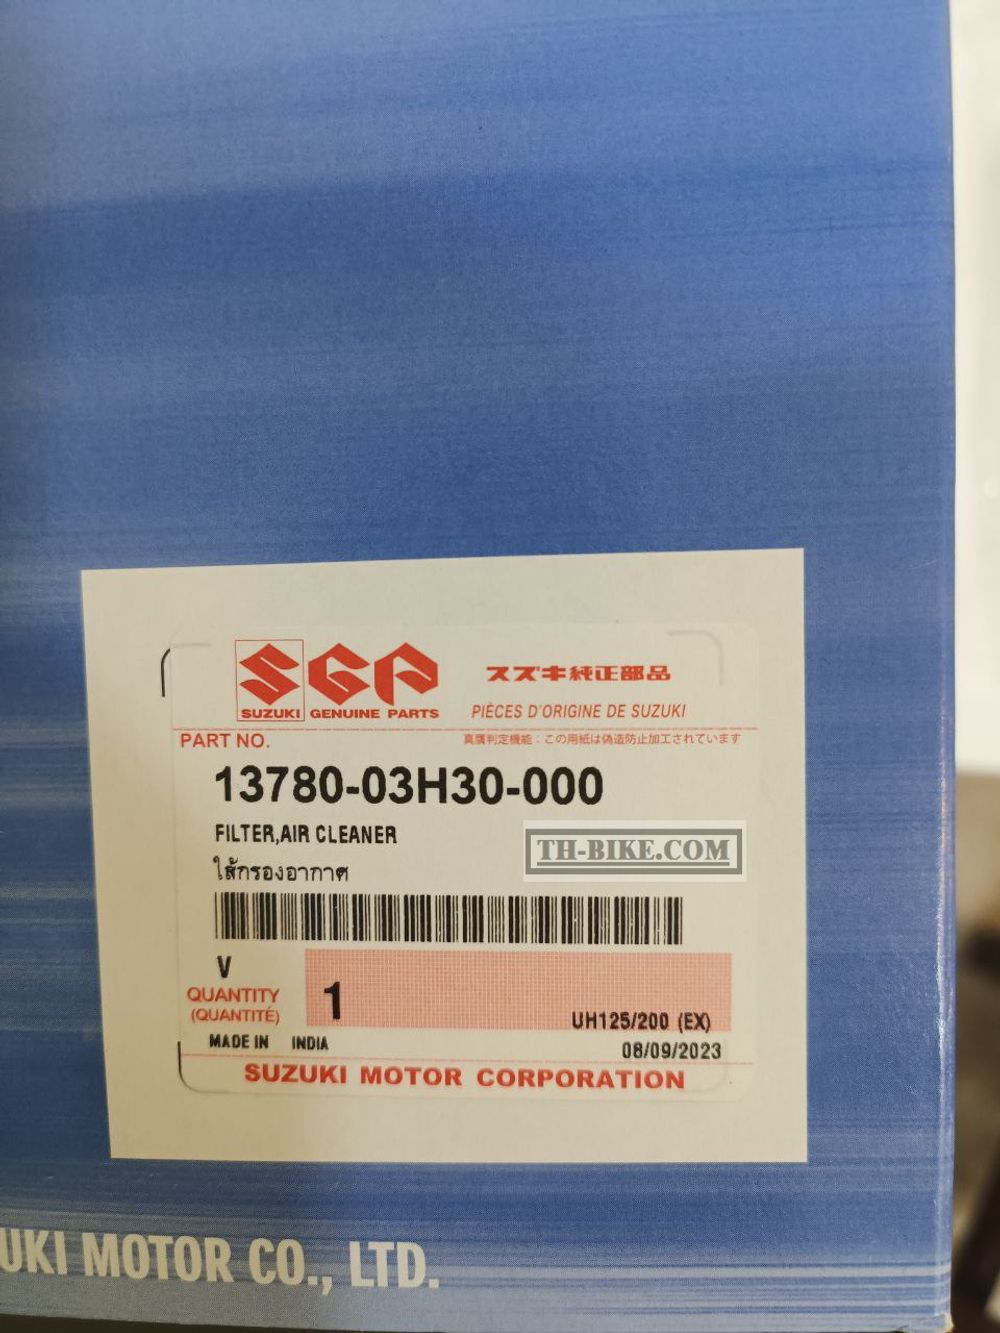 SGP
スズキ純正部品
SUZUKI GENUINE PARTS
PIÈCES D'ORIGINE DE SUZUKI
PART NO.
真贋判定機能：この用紙は偽造防止加工されています
13780-03H30-000
FILTER,AIR CLEANER
ไส้กรองอากาศ
TH-BIKE.COM
V
QUANTITY
(QUANTITÉ)
1
UH125/200 (EX)
MADE IN INDIA
08/09/2023
SUZUKI MOTOR CORPORATION
UKI MOTOR CO., LTD.